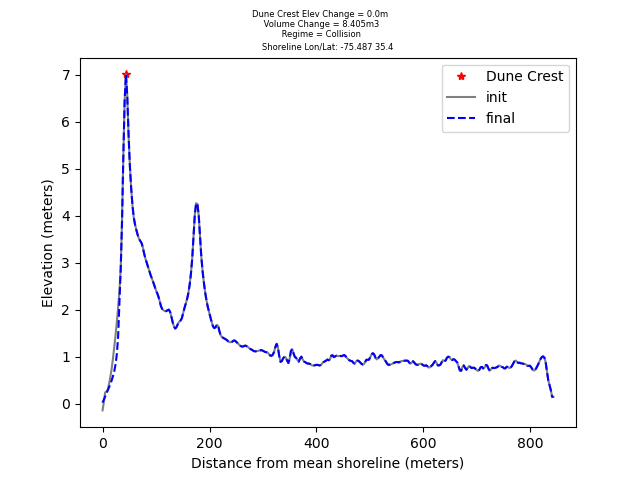 Dune Crest Elev Change = 0.0m
Volume Change = 8.405m3
Regime = Collision
Shoreline Lon/Lat: -75.487 35.4
Dune Crest
init
final
7
6
5
4
3
2
1
0
Elevation (meters)
0 200 400 600 800
Distance from mean shoreline (meters)